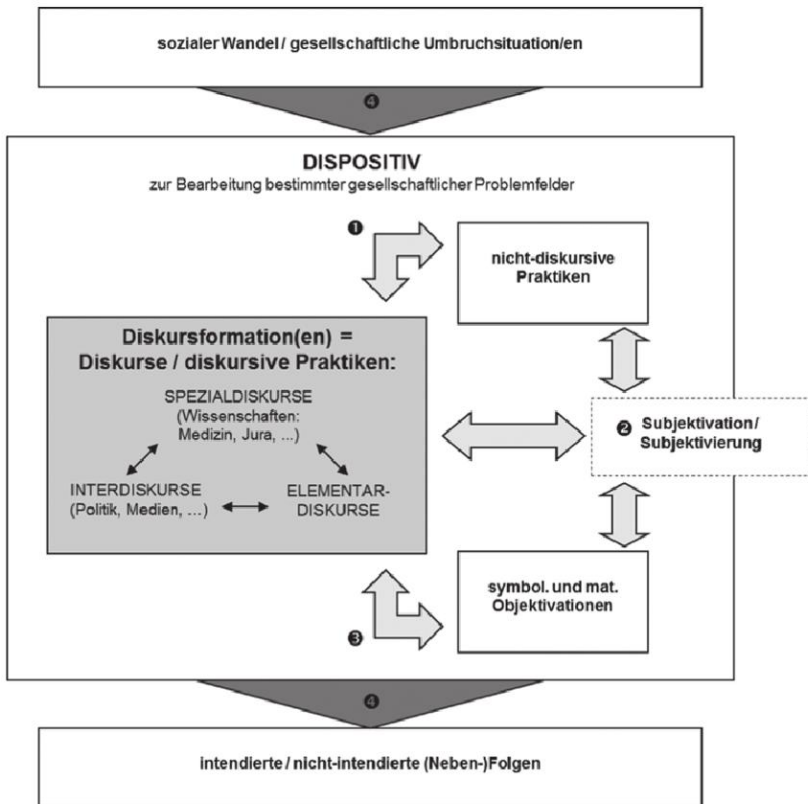 sozialer Wandel / gesellschaftliche Umbruchsituation/en
❹
DISPOSITIV
zur Bearbeitung bestimmter gesellschaftlicher Problemfelder
❶
nicht-diskursive
Praktiken
Diskursformation(en) =
Diskurse / diskursive Praktiken:
SPEZIALDISKURSE
(Wissenschaften:
Medizin, Jura, ...)
INTERDISKURSE
(Politik, Medien, ...)
ELEMENTAR-
DISKURSE
❷ Subjektivation/
Subjektivierung
symbol. und mat.
Objektivationen
❸
❹
intendierte / nicht-intendierte (Neben-)Folgen